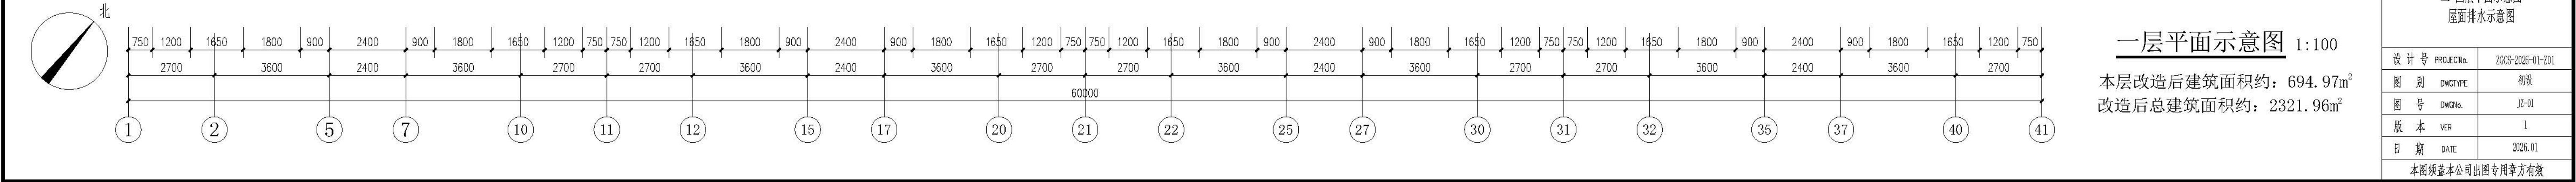 北
750 1200 1650 1800 900 2400 900 1800 1650 1200 750 750 1200 1650 1800 900 2400 900 1800 1650 1200 750 750 1200 1650 1800 900 2400 900 1800 1650 1200 750 750 1200 1650 1800 900 2400 900 1800 1650 1200 750
2700 3600 2400 3600 2700 2700 3600 2400 3600 2700 2700 3600 2400 3600 2700 2700 3600 2400 3600 2700
60000
1 2 5 7 10 11 12 15 17 20 21 22 25 27 30 31 32 35 37 40 41
一层平面示意图 1:100
本层改造后建筑面积约：694.97m²
改造后总建筑面积约：2321.96m²
屋面排水示意图
设计号 PROJECTNo. ZGCS-2026-01-Z01
图别 DWGTYPE 初设
图号 DWGNo. JZ-01
版本 VER 1
日期 DATE 2026.01
本图须盖本公司出图专用章方有效